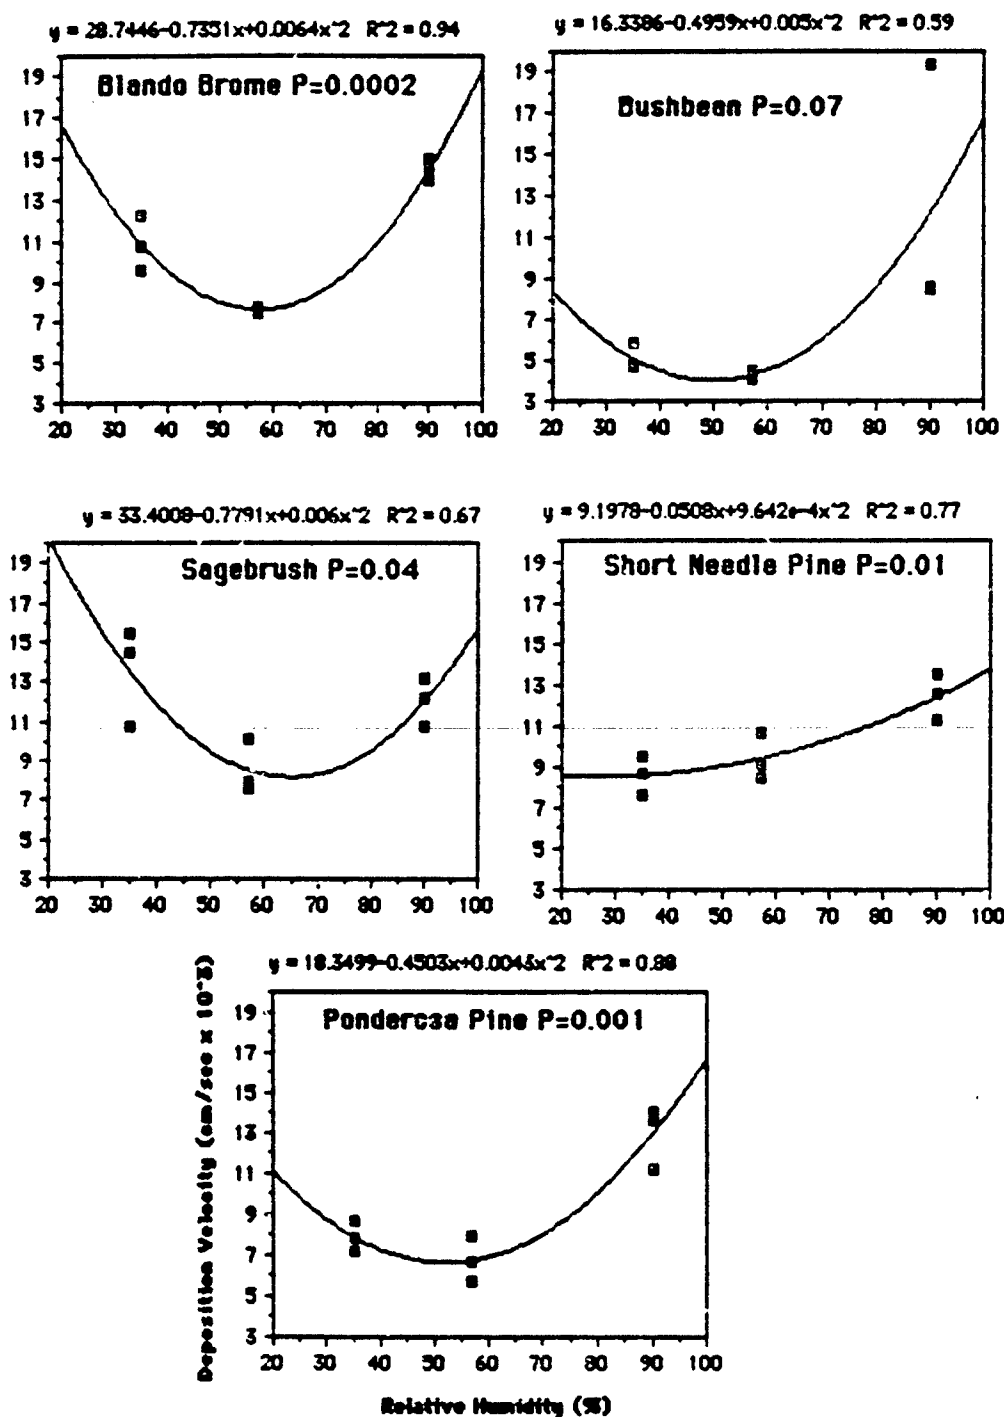 y = 28.7446-0.7351x+0.0064x^2 R^2 = 0.94
Blando Brome P=0.0002
19
17
15
13
11
9
7
5
3
20 30 40 50 60 70 80 90 100
y = 16.3386-0.4959x+0.005x^2 R^2 = 0.59
Bushbean P=0.07
19
17
15
13
11
9
7
5
3
20 30 40 50 60 70 80 90 100
y = 33.4008-0.7791x+0.006x^2 R^2 = 0.67
Sagebrush P=0.04
19
17
15
13
11
9
7
5
3
20 30 40 50 60 70 80 90 100
y = 9.1978-0.0508x+9.642e-4x^2 R^2 = 0.77
Short Needle Pine P=0.01
19
17
15
13
11
9
7
5
3
20 30 40 50 60 70 80 90 100
y = 18.3499-0.4503x+0.0043x^2 R^2 = 0.88
Ponderosa Pine P=0.001
Deposition Velocity (cm/sec x 10^3)
19
17
15
13
11
9
7
5
3
20 30 40 50 60 70 80 90 100
Relative Humidity (%)